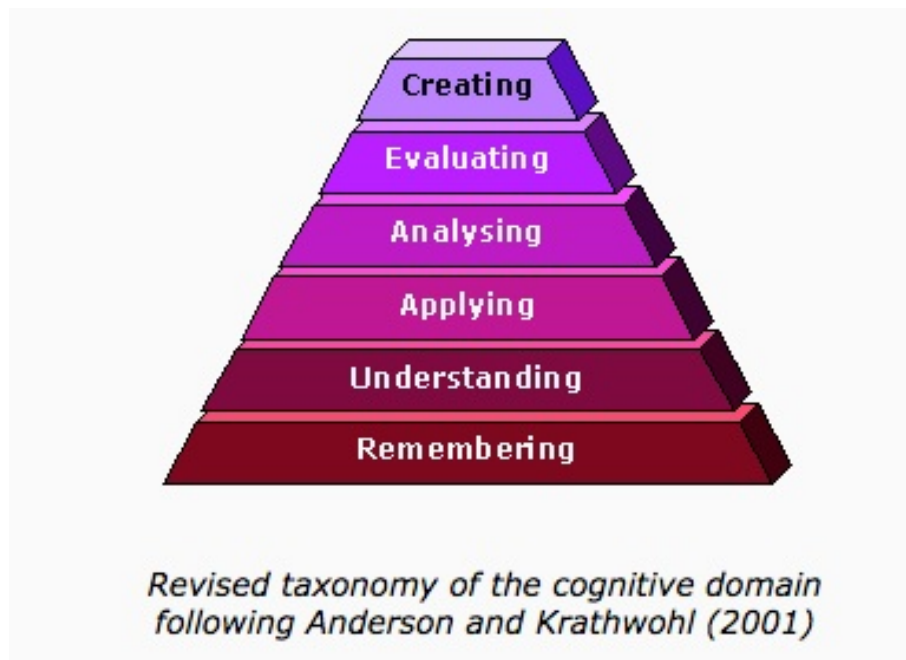 Creating
Evaluating
Analysing
Applying
Understanding
Remembering
Revised taxonomy of the cognitive domain
following Anderson and Krathwohl (2001)